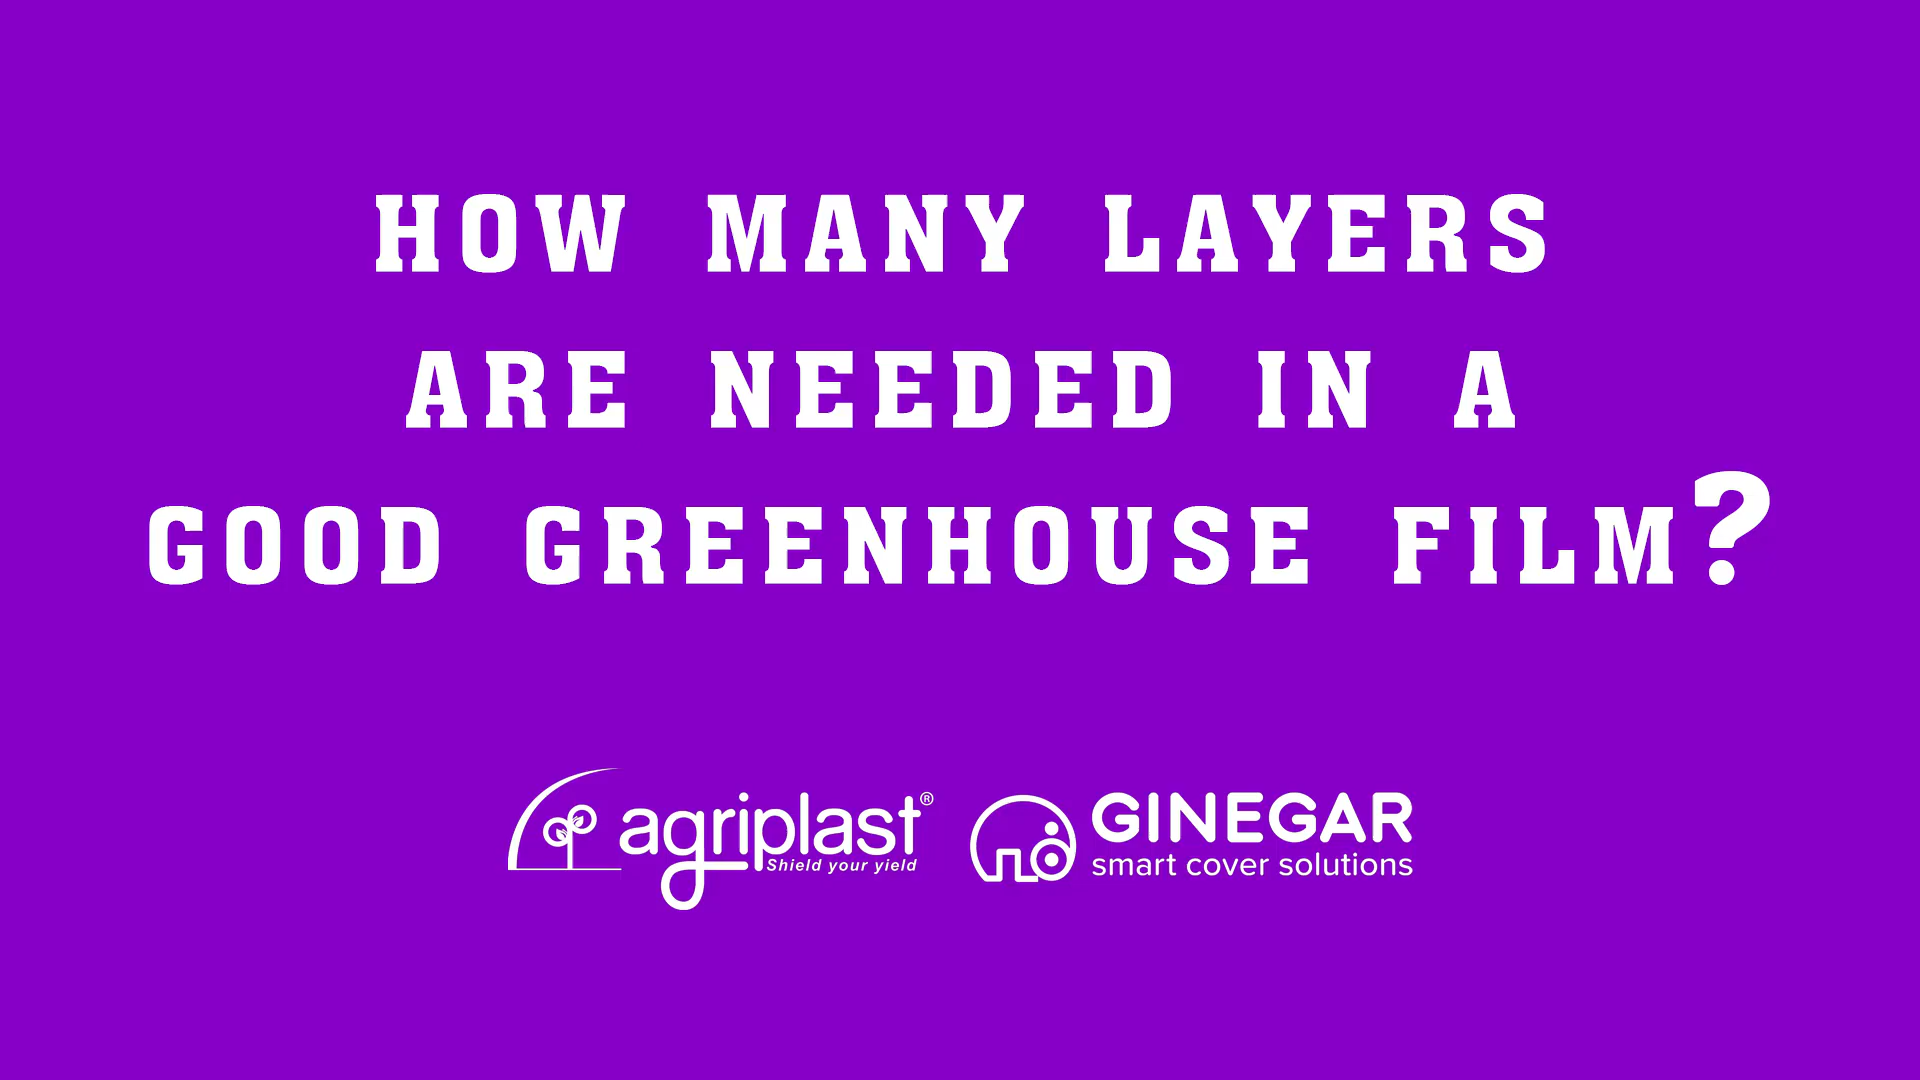 HOW MANY LAYERS
ARE NEEDED IN A
GOOD GREENHOUSE FILM?
agriplast®
Shield your yield
GINEGAR
smart cover solutions